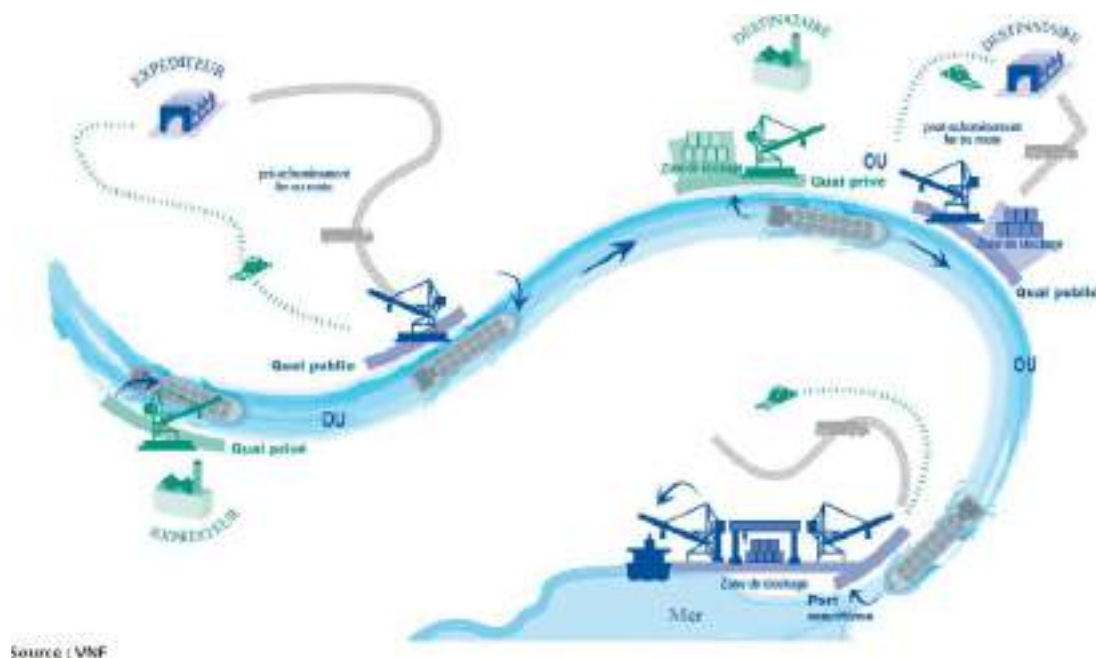 EXPEDITEUR
pré-acheminement
fer ou route
Quai public
OU
Quai privé
EXPEDITEUR
DESTINATAIRE
Zone de stockage
Quai privé
OU
DESTINATAIRE
post-acheminement
fer ou route
Zone de stockage
Quai public
OU
Zone de stockage
Port
maritime
Mer
Source : VNF